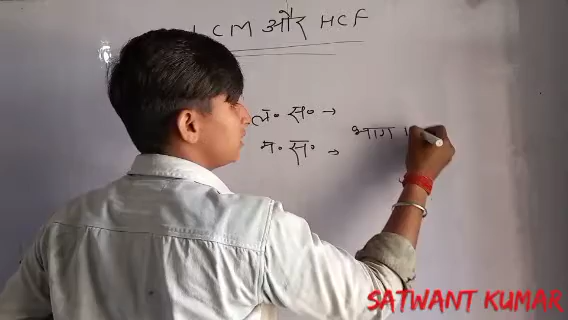 LCM और HCF
ल॰ स॰ →
म॰ स॰ →
भाग
SATWANT KUMAR